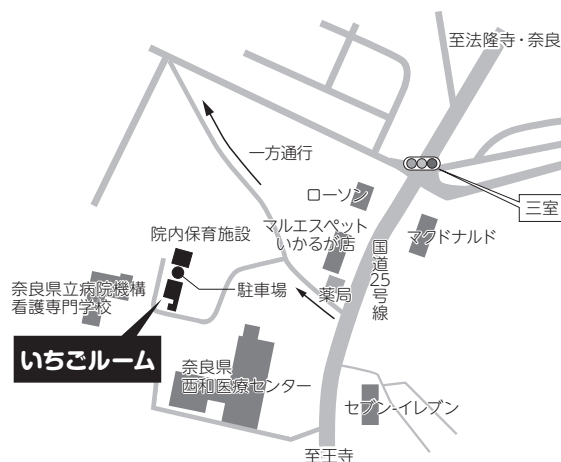 至法隆寺・奈良
一方通行
ローソン
三室
マルエスペット
いかるが店
マクドナルド
院内保育施設
国道25号線
奈良県立病院機構
看護専門学校
駐車場
薬局
いちごルーム
奈良県
西和医療センター
セブン-イレブン
至王寺